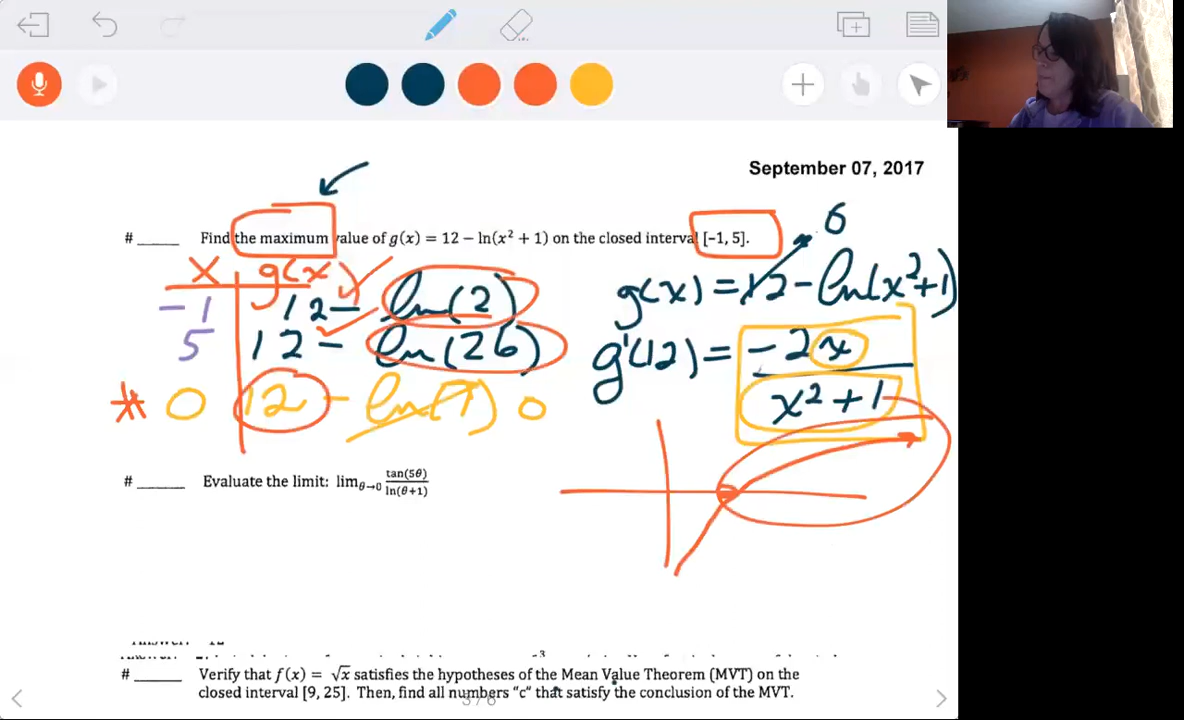 September 07, 2017
# ______ Find the maximum value of g(x) = 12 − ln(x² + 1) on the closed interval [−1, 5].
6
x g(x)
g(x) = 12 − ln(x²+1)
−1 12 − ln(2)
5 12 − ln(26)
g'(12) = −2x
x² + 1
* 0 12 − ln(1) 0
# ______ Evaluate the limit: lim θ→0 tan(5θ)/ln(θ+1)
# ______ Verify that f(x) = √x satisfies the hypotheses of the Mean Value Theorem (MVT) on the
closed interval [9, 25]. Then, find all numbers "c" that satisfy the conclusion of the MVT.
3 / 6